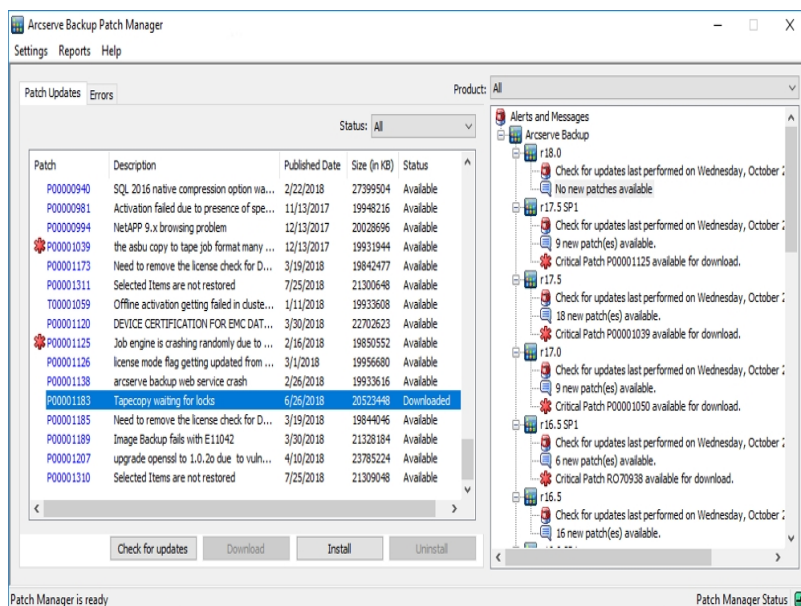 Arcserve Backup Patch Manager
Settings Reports Help
Patch Updates
Errors
Product: All
Status: All
Patch Description Published Date Size (in KB) Status
P00000940 SQL 2016 native compression option wa... 2/22/2018 27399504 Available
P00000981 Activation failed due to presence of spe... 11/13/2017 19948216 Available
P00000994 NetAPP 9.x browsing problem 12/13/2017 20028696 Available
P00001039 the asbu copy to tape job format many ... 12/13/2017 19931944 Available
P00001173 Need to remove the license check for D... 3/19/2018 19842477 Available
P00001311 Selected Items are not restored 7/25/2018 21300648 Available
T00001059 Offline activation getting failed in cluste... 1/11/2018 19933608 Available
P00001120 DEVICE CERTIFICATION FOR EMC DAT... 3/30/2018 22702623 Available
P00001125 Job engine is crashing randomly due to ... 2/16/2018 19850552 Available
P00001126 license mode flag getting updated from ... 3/1/2018 19956680 Available
P00001138 arcserve backup web service crash 2/26/2018 19933616 Available
P00001183 Tapecopy waiting for locks 6/26/2018 20523448 Downloaded
P00001185 Need to remove the license check for D... 3/19/2018 19844046 Available
P00001189 Image Backup fails with E11042 3/30/2018 21328184 Available
P00001207 upgrade openssl to 1.0.2o due to vuln... 4/10/2018 23785224 Available
P00001310 Selected Items are not restored 7/25/2018 21309048 Available
Check for updates Download Install Uninstall
Alerts and Messages
Arcserve Backup
r18.0
Check for updates last performed on Wednesday, October 2
No new patches available
r17.5 SP1
Check for updates last performed on Wednesday, October 2
9 new patch(es) available.
Critical Patch P00001125 available for download.
r17.5
Check for updates last performed on Wednesday, October 2
18 new patch(es) available.
Critical Patch P00001039 available for download.
r17.0
Check for updates last performed on Wednesday, October 2
9 new patch(es) available.
Critical Patch P00001050 available for download.
r16.5 SP1
Check for updates last performed on Wednesday, October 2
6 new patch(es) available.
Critical Patch RO70938 available for download.
r16.5
Check for updates last performed on Wednesday, October 2
16 new patch(es) available.
Patch Manager is ready
Patch Manager Status